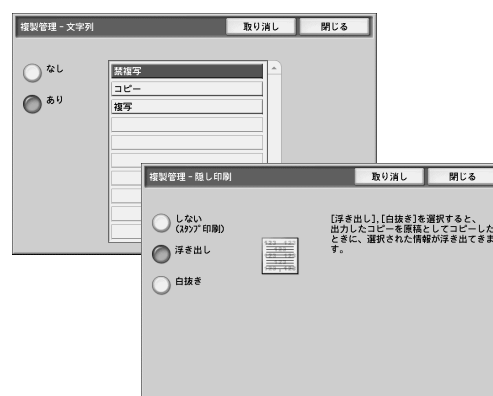 複製管理 - 文字列
取り消し
閉じる
なし
あり
禁複写
コピー
複写
複製管理 - 隠し印刷
取り消し
閉じる
しない
(スタンプ印刷)
浮き出し
白抜き
[浮き出し],[白抜き]を選択すると、
出力したコピーを原稿としてコピーした
ときに、選択された情報が浮き出てきま
す。